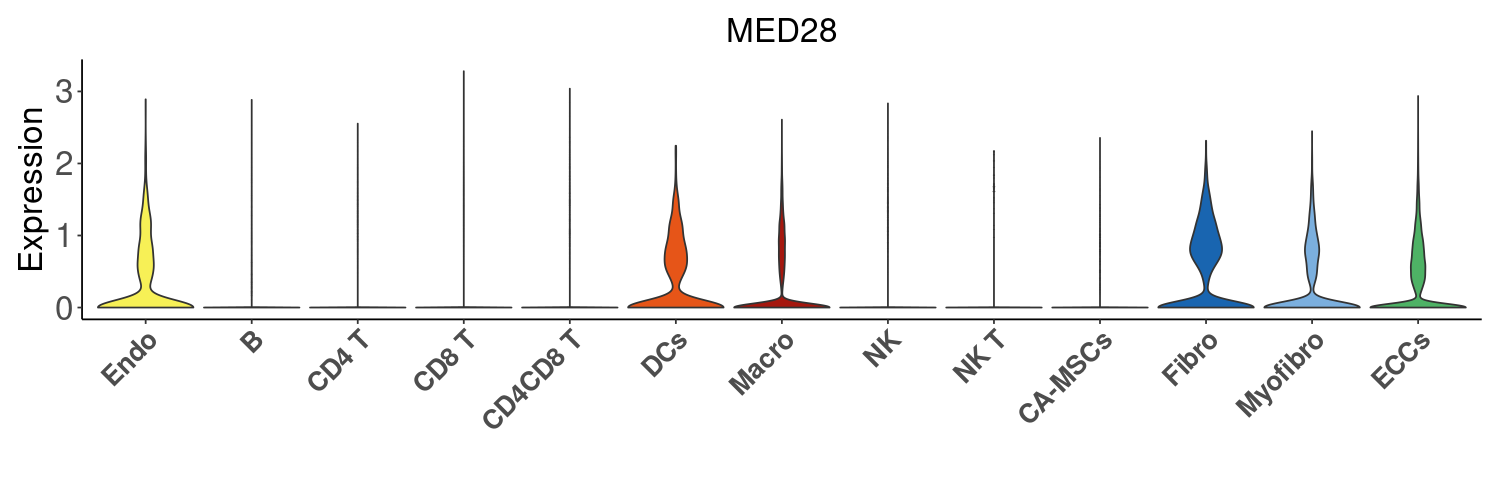 MED28
Expression
3
2
1
0
Endo
B
CD4 T
CD8 T
CD4CD8 T
DCs
Macro
NK
NK T
CA-MSCs
Fibro
Myofibro
ECCs